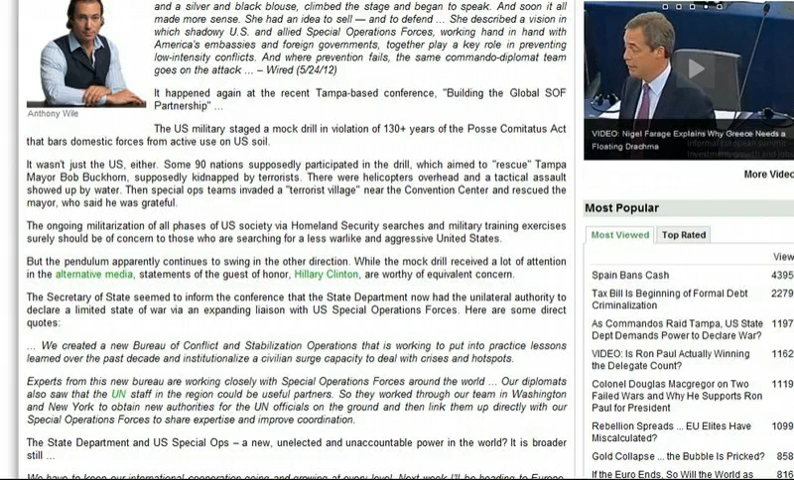 and a silver and black blouse, climbed the stage and began to speak. And soon it all
made more sense. She had an idea to sell — and to defend ... She described a vision in
which shadowy U.S. and allied Special Operations Forces, working hand in hand with
America's embassies and foreign governments, together play a key role in preventing
low-intensity conflicts. And where prevention fails, the same commando-diplomat team
goes on the attack ... – Wired (5/24/12)
Anthony Wile
It happened again at the recent Tampa-based conference, "Building the Global SOF
Partnership" ...
The US military staged a mock drill in violation of 130+ years of the Posse Comitatus Act
that bars domestic forces from active use on US soil.
It wasn't just the US, either. Some 90 nations supposedly participated in the drill, which aimed to "rescue" Tampa
Mayor Bob Buckhorn, supposedly kidnapped by terrorists. There were helicopters overhead and a tactical assault
showed up by water. Then special ops teams invaded a "terrorist village" near the Convention Center and rescued the
mayor, who said he was grateful.
The ongoing militarization of all phases of US society via Homeland Security searches and military training exercises
surely should be of concern to those who are searching for a less warlike and aggressive United States.
But the pendulum apparently continues to swing in the other direction. While the mock drill received a lot of attention
in the alternative media, statements of the guest of honor, Hillary Clinton, are worthy of equivalent concern.
The Secretary of State seemed to inform the conference that the State Department now had the unilateral authority to
declare a limited state of war via an expanding liaison with US Special Operations Forces. Here are some direct
quotes:
... We created a new Bureau of Conflict and Stabilization Operations that is working to put into practice lessons
learned over the past decade and institutionalize a civilian surge capacity to deal with crises and hotspots.
Experts from this new bureau are working closely with Special Operations Forces around the world ... Our diplomats
also saw that the UN staff in the region could be useful partners. So they worked through our team in Washington
and New York to obtain new authorities for the UN officials on the ground and then link them up directly with our
Special Operations Forces to share expertise and improve coordination.
The State Department and US Special Ops – a new, unelected and unaccountable power in the world? It is broader
still ...
We have to keep our international cooperation going and growing at every level. Next week I'll be heading to Europe
VIDEO: Nigel Farage Explains Why Greece Needs a
Floating Drachma
More Video
Most Popular
Most Viewed Top Rated
View
Spain Bans Cash 4395
Tax Bill Is Beginning of Formal Debt 2279
Criminalization
As Commandos Raid Tampa, US State 1197
Dept Demands Power to Declare War?
VIDEO: Is Ron Paul Actually Winning 1162
the Delegate Count?
Colonel Douglas Macgregor on Two 1119
Failed Wars and Why He Supports Ron
Paul for President
Rebellion Spreads ... EU Elites Have 1099
Miscalculated?
Gold Collapse ... the Bubble Is Pricked? 858
If the Euro Ends, So Will the World as 816